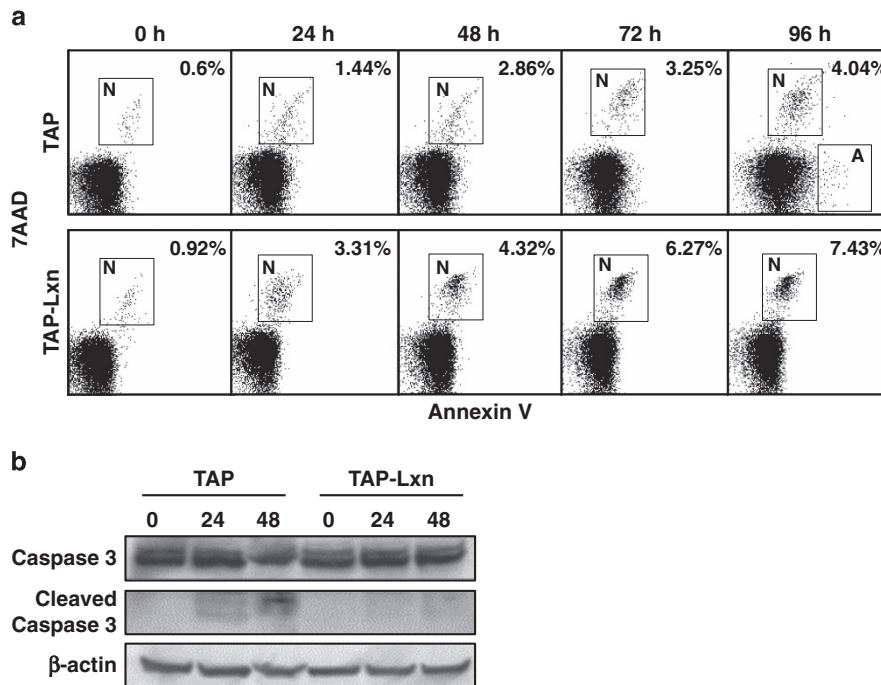 a
0 h 24 h 48 h 72 h 96 h
TAP
N 0.6% N 1.44% N 2.86% N 3.25% N 4.04%
A
7AAD
TAP-Lxn
N 0.92% N 3.31% N 4.32% N 6.27% N 7.43%
Annexin V
b
TAP TAP-Lxn
0 24 48 0 24 48
Caspase 3
Cleaved
Caspase 3
β-actin